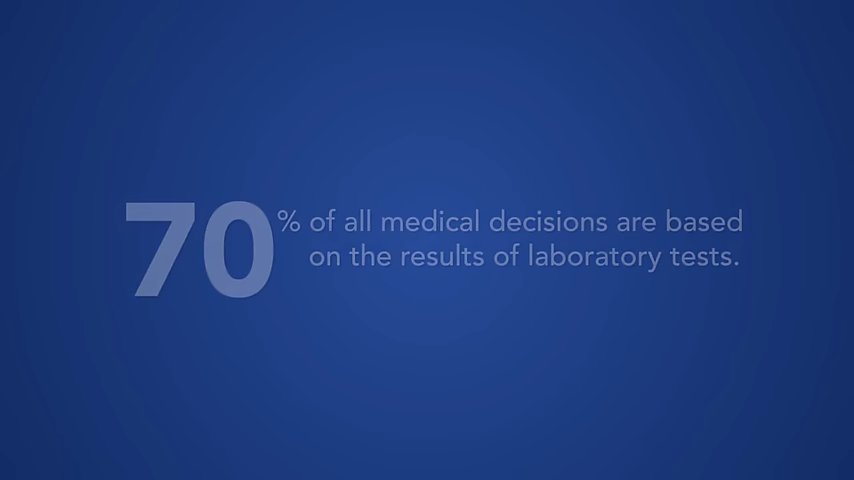 70% of all medical decisions are based
on the results of laboratory tests.